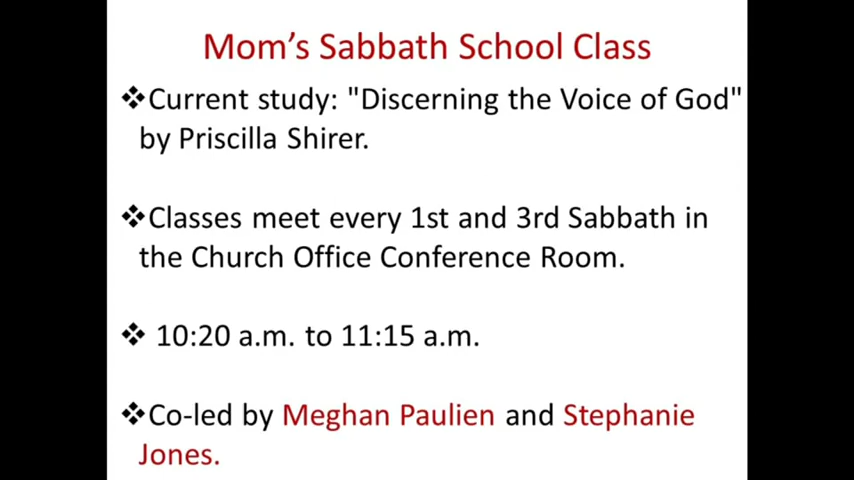 Mom’s Sabbath School Class
❖Current study: "Discerning the Voice of God"
by Priscilla Shirer.
❖Classes meet every 1st and 3rd Sabbath in
the Church Office Conference Room.
❖ 10:20 a.m. to 11:15 a.m.
❖Co-led by Meghan Paulien and Stephanie
Jones.